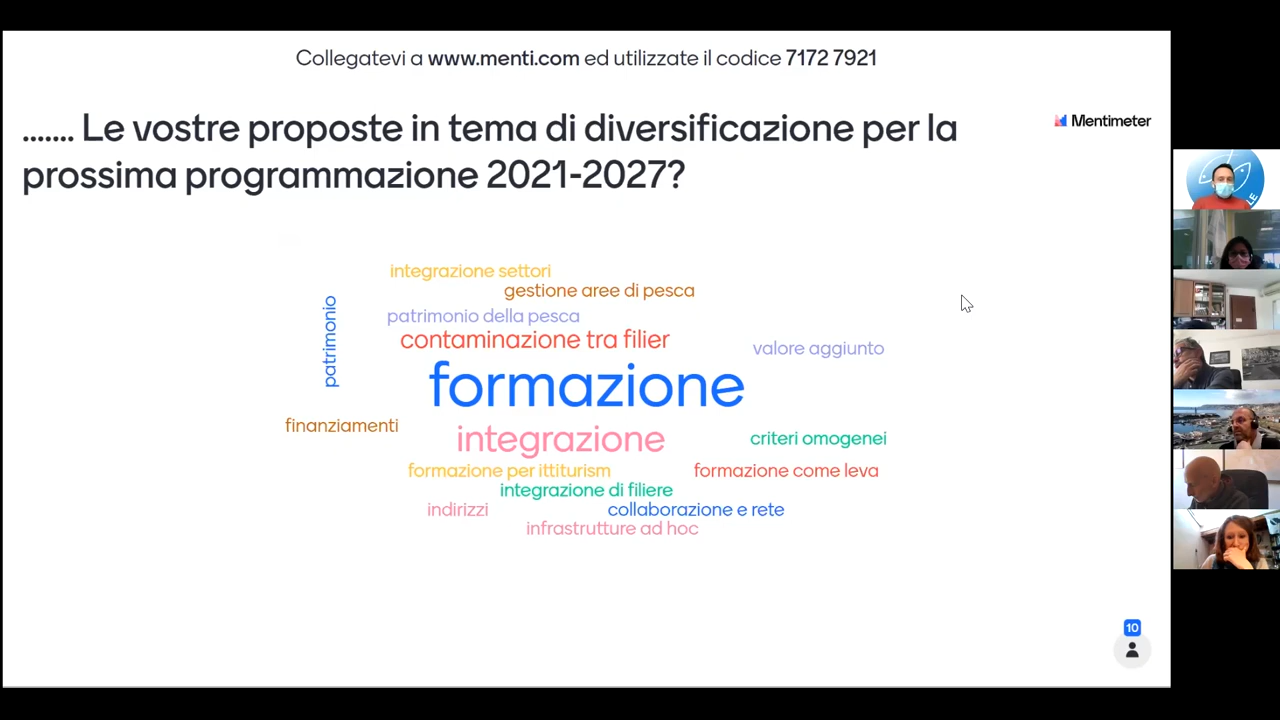 Collegatevi a www.menti.com ed utilizzate il codice 7172 7921
....... Le vostre proposte in tema di diversificazione per la
prossima programmazione 2021-2027?
Mentimeter
integrazione settori
gestione aree di pesca
patrimonio
patrimonio della pesca
contaminazione tra filier
valore aggiunto
formazione
finanziamenti
integrazione
criteri omogenei
formazione per ittiturism
formazione come leva
integrazione di filiere
indirizzi
collaborazione e rete
infrastrutture ad hoc
10